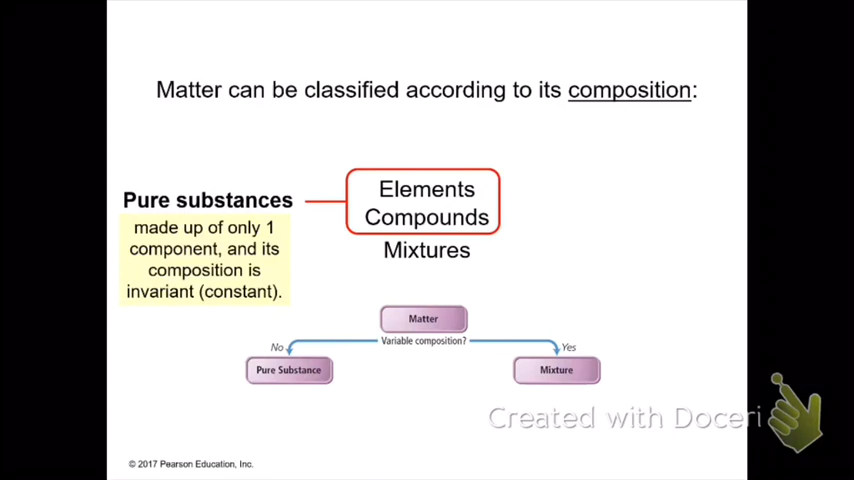 Matter can be classified according to its composition:
Pure substances
made up of only 1
component, and its
composition is
invariant (constant).
Elements
Compounds
Mixtures
Matter
Variable composition?
No
Yes
Pure Substance
Mixture
Created with Doceri
© 2017 Pearson Education, Inc.